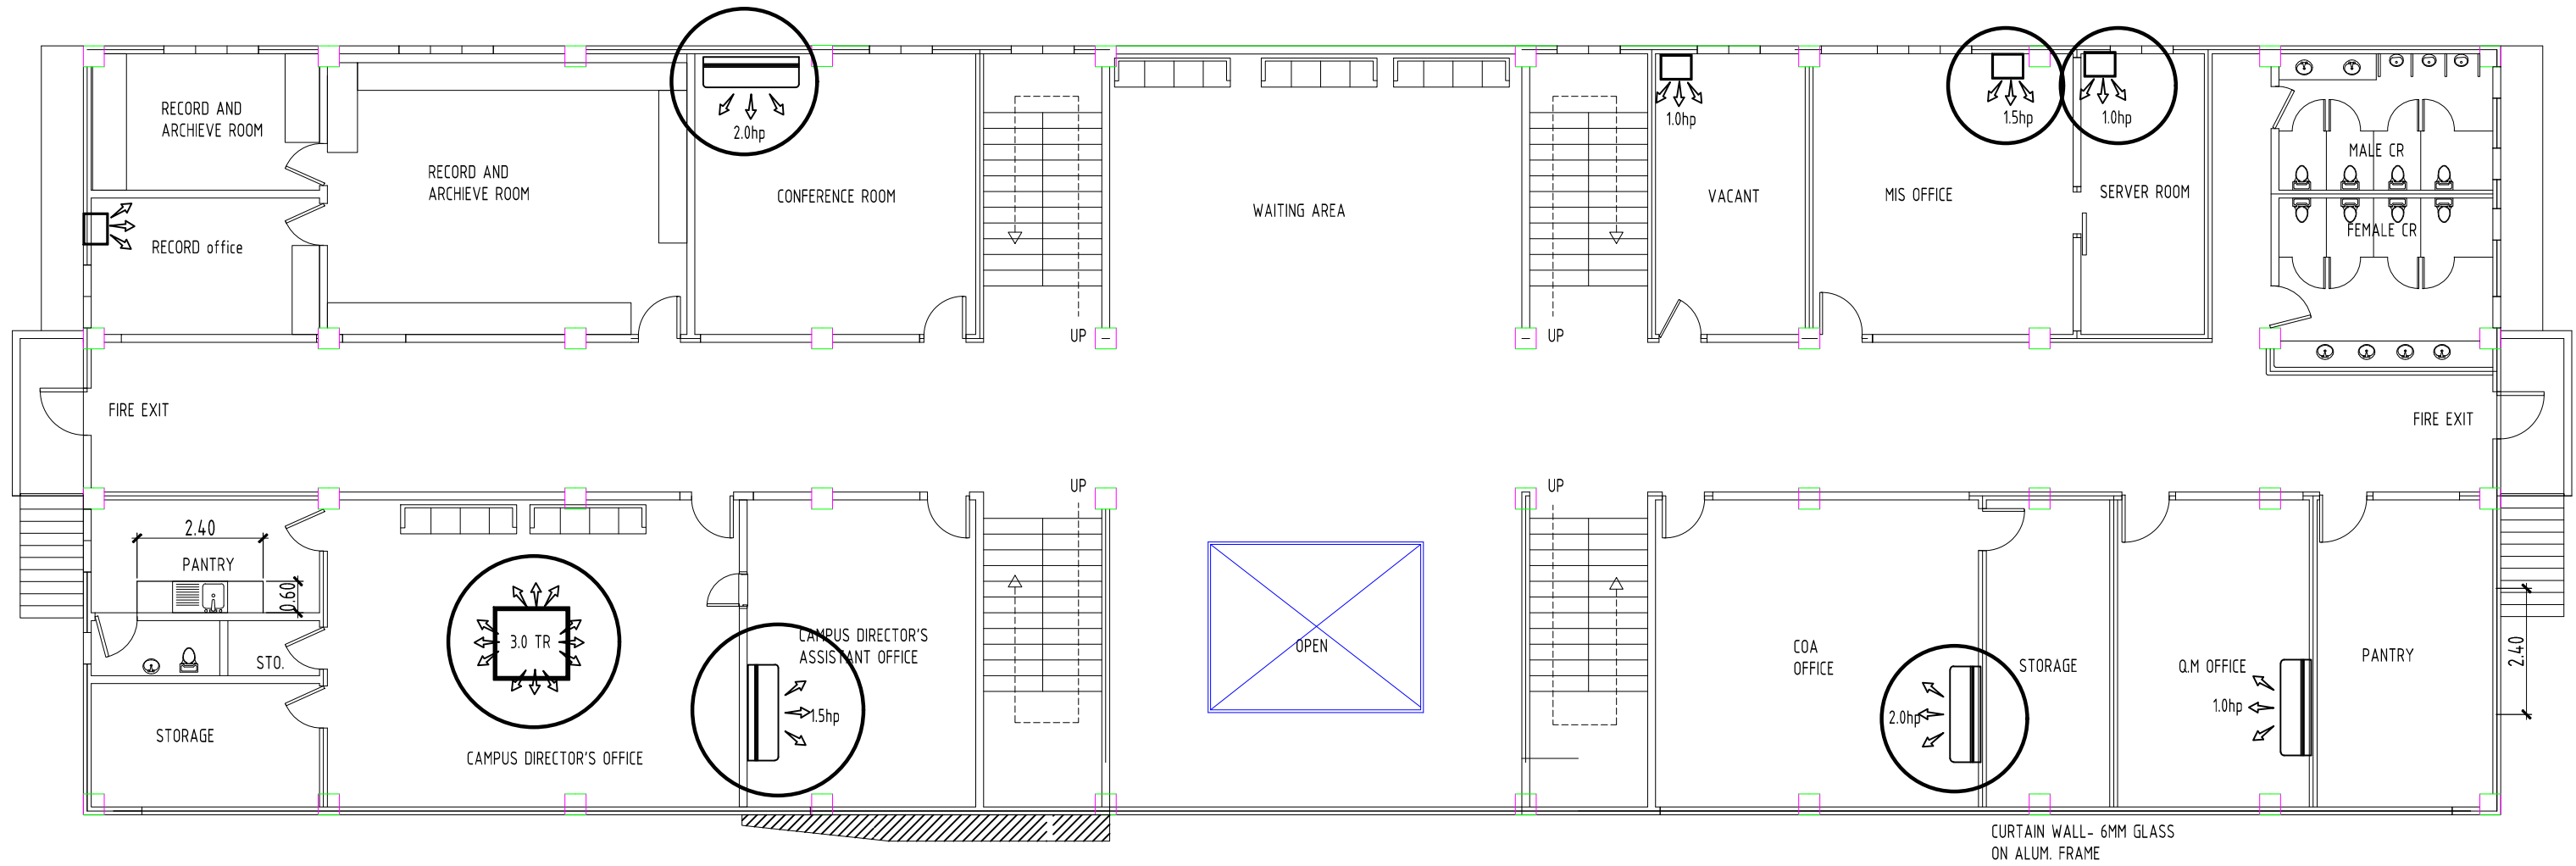 RECORD AND
ARCHIEVE ROOM
RECORD office
RECORD AND
ARCHIEVE ROOM
2.0hp
CONFERENCE ROOM
UP
WAITING AREA
UP
1.0hp
VACANT
1.5hp
MIS OFFICE
1.0hp
SERVER ROOM
MALE CR
FEMALE CR
FIRE EXIT
FIRE EXIT
2.40
PANTRY
0.60
STO.
STORAGE
3.0 TR
CAMPUS DIRECTOR'S OFFICE
CAMPUS DIRECTOR'S
ASSISTANT OFFICE
1.5hp
UP
OPEN
UP
COA
OFFICE
2.0hp
STORAGE
Q.M OFFICE
1.0hp
PANTRY
2.40
CURTAIN WALL- 6MM GLASS
ON ALUM. FRAME